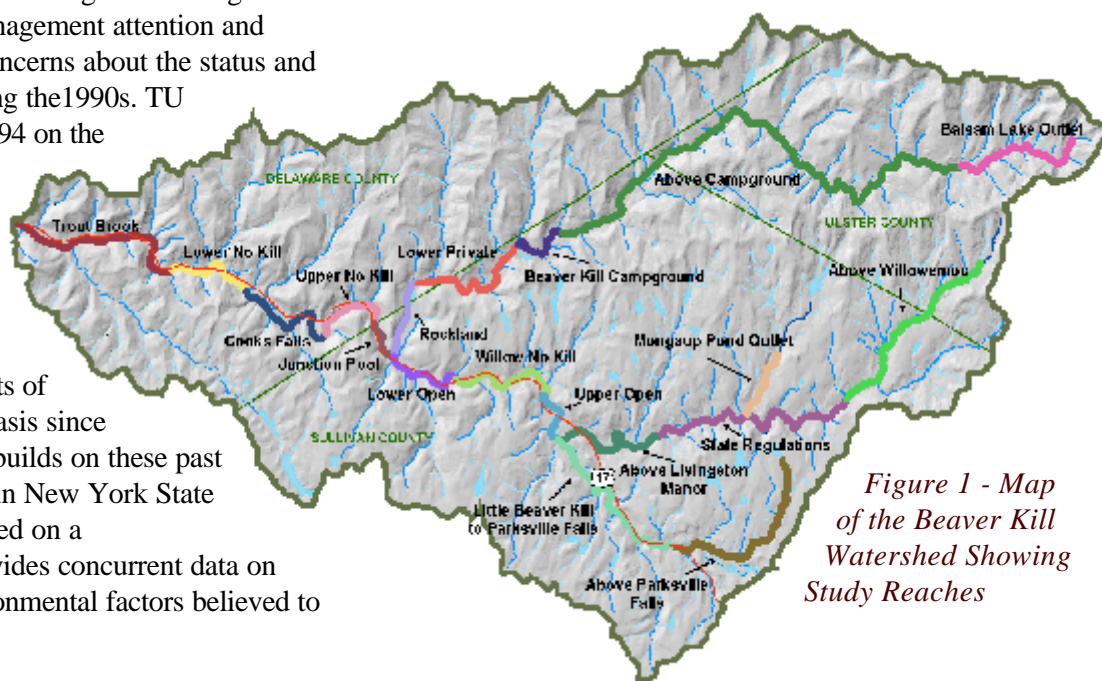 nagement attention and
ncerns about the status and
ng the1990s. TU
94 on the
ts of
asis since
builds on these past
in New York State
ed on a
vides concurrent data on
onmental factors believed to
Balsam Lake Outlet
DELAWARE COUNTY
Above Campground
ULSTER COUNTY
Trout Brook
Lower No Kill
Lower Private
Upper No Kill
Beaver Kill Campground
Above Willowemoc
Cooks Falls
Rockland
Mongaup Pond Outlet
Junction Pool
Willow No Kill
Lower Open
Upper Open
SULLIVAN COUNTY
State Regulations
Above Livingston
Manor
17
Little Beaver Kill
to Parksville Falls
Above Parksville
Falls
Figure 1 - Map
of the Beaver Kill
Watershed Showing
Study Reaches